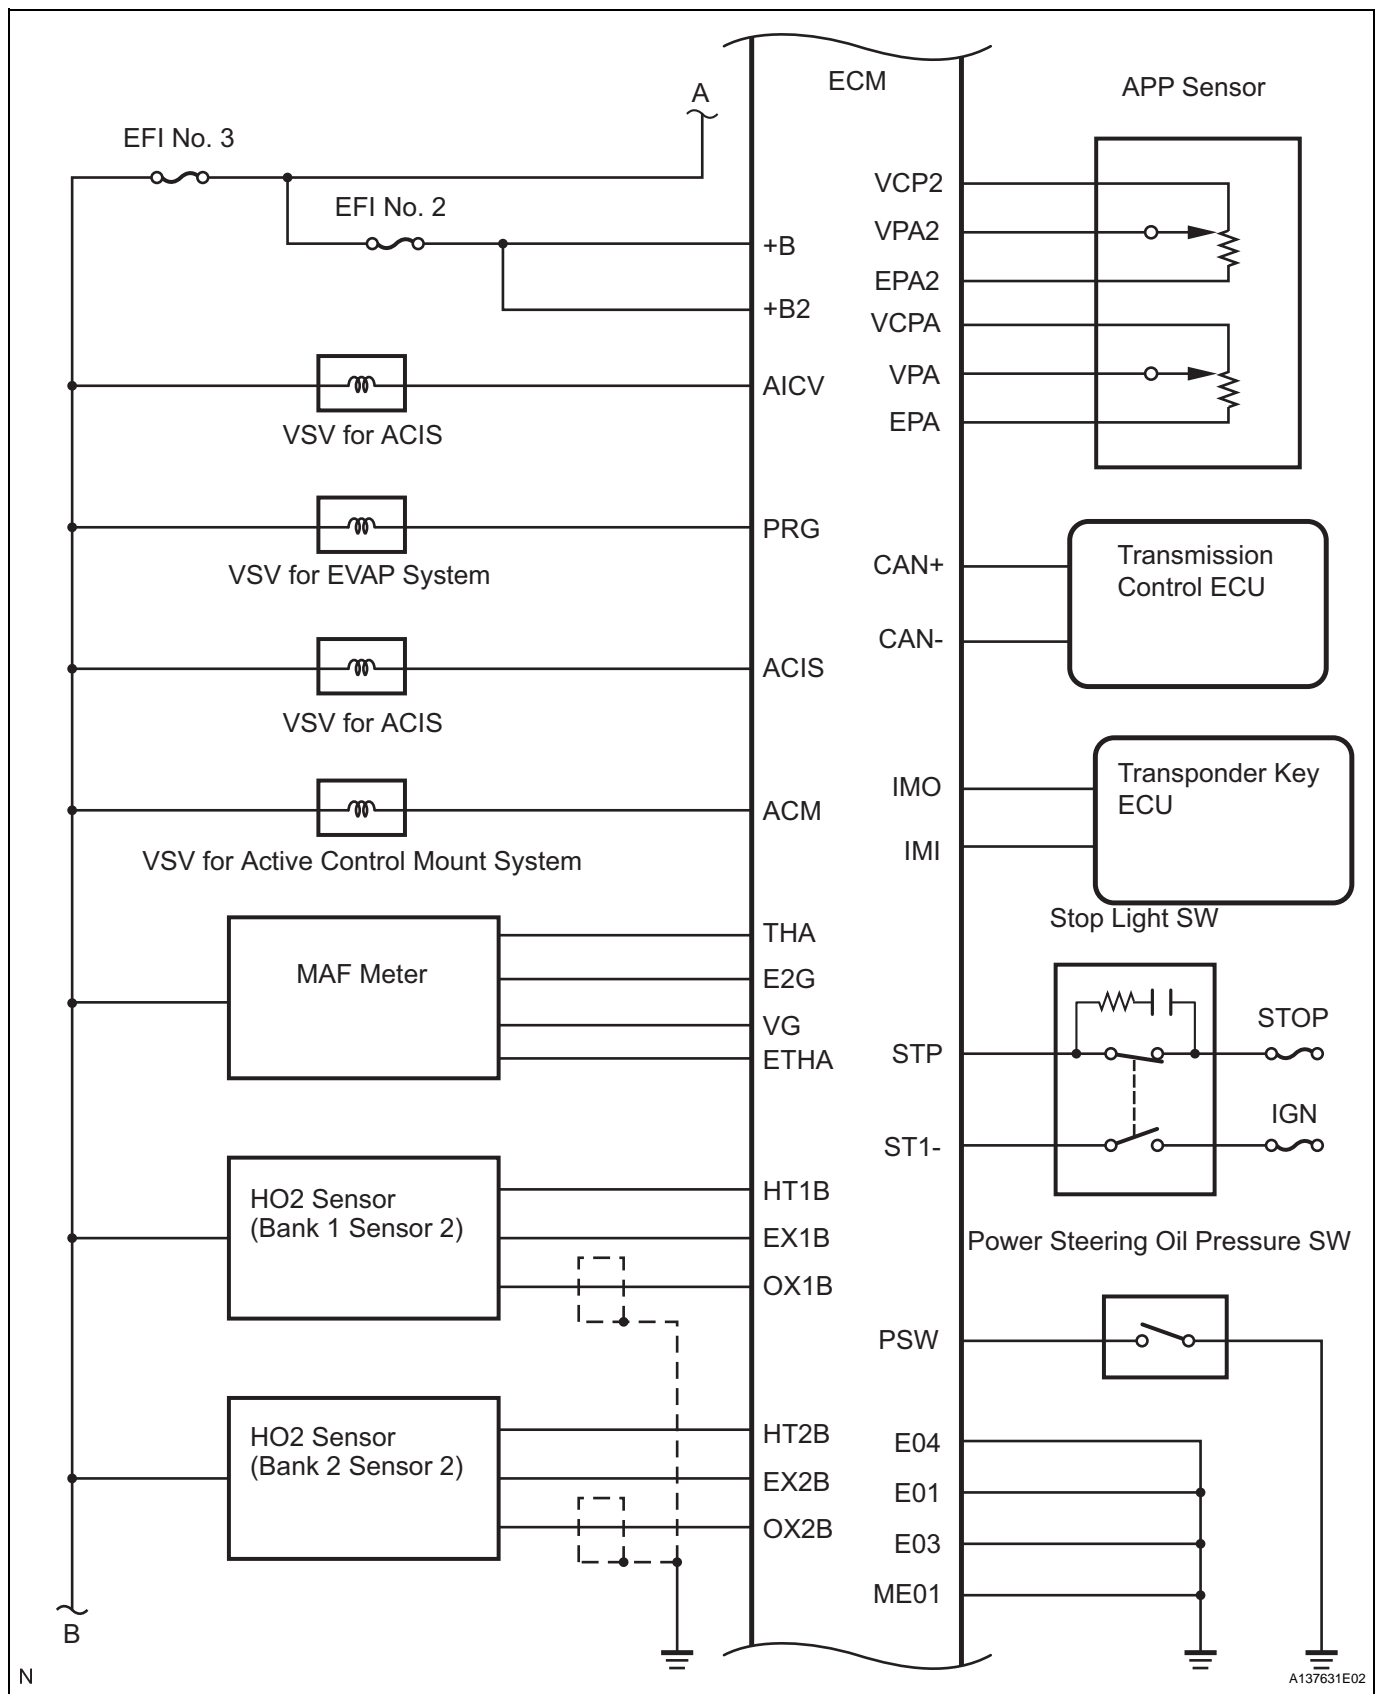 ECM
APP Sensor
A
EFI No. 3
EFI No. 2
+B
+B2
AICV
VSV for ACIS
PRG
VSV for EVAP System
ACIS
VSV for ACIS
ACM
VSV for Active Control Mount System
MAF Meter
THA
E2G
VG
ETHA
HO2 Sensor
(Bank 1 Sensor 2)
HT1B
EX1B
OX1B
HO2 Sensor
(Bank 2 Sensor 2)
HT2B
EX2B
OX2B
B
VCP2
VPA2
EPA2
VCPA
VPA
EPA
CAN+
CAN-
Transmission
Control ECU
IMO
IMI
Transponder Key
ECU
Stop Light SW
STP
STOP
ST1-
IGN
Power Steering Oil Pressure SW
PSW
E04
E01
E03
ME01
N
A137631E02